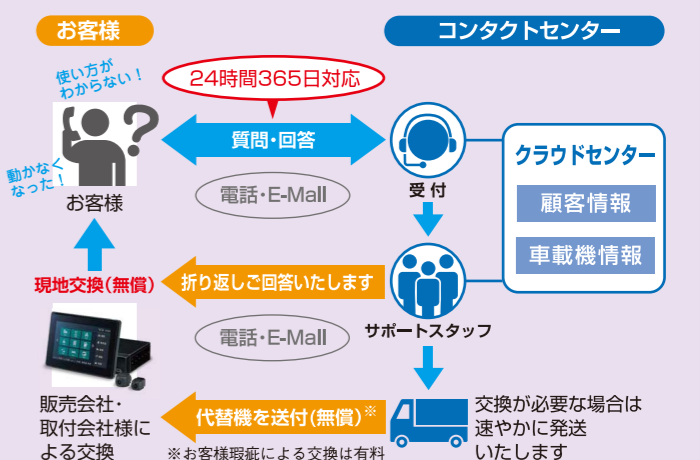 お客様
コンタクトセンター
使い方が
わからない！
24時間365日対応
質問・回答
動かなく
なった！
お客様
電話・E-Mall
受付
クラウドセンター
顧客情報
車載機情報
現地交換(無償)
折り返しご回答いたします
電話・E-Mall
サポートスタッフ
販売会社・
取付会社様に
よる交換
代替機を送付(無償)※
※お客様瑕疵による交換は有料
交換が必要な場合は
速やかに発送
いたします